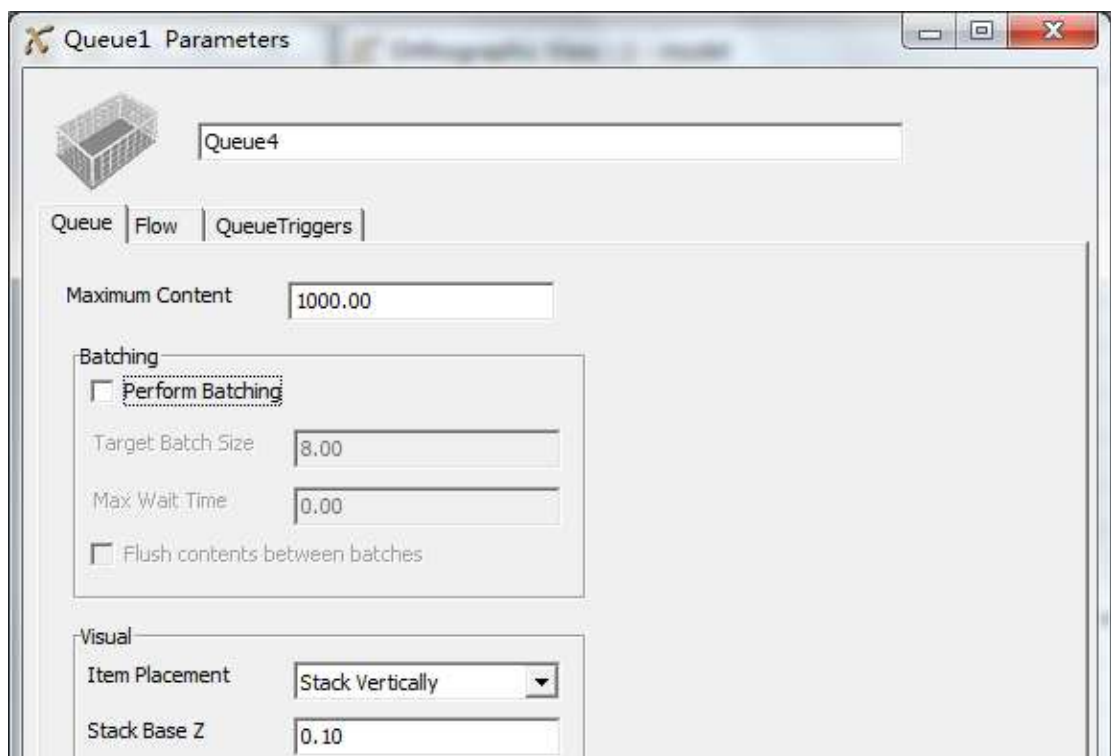 Queue1 Parameters
Queue4
Queue Flow QueueTriggers
Maximum Content 1000.00
Batching
Perform Batching
Target Batch Size 8.00
Max Wait Time 0.00
Flush contents between batches
Visual
Item Placement Stack Vertically
Stack Base Z 0.10